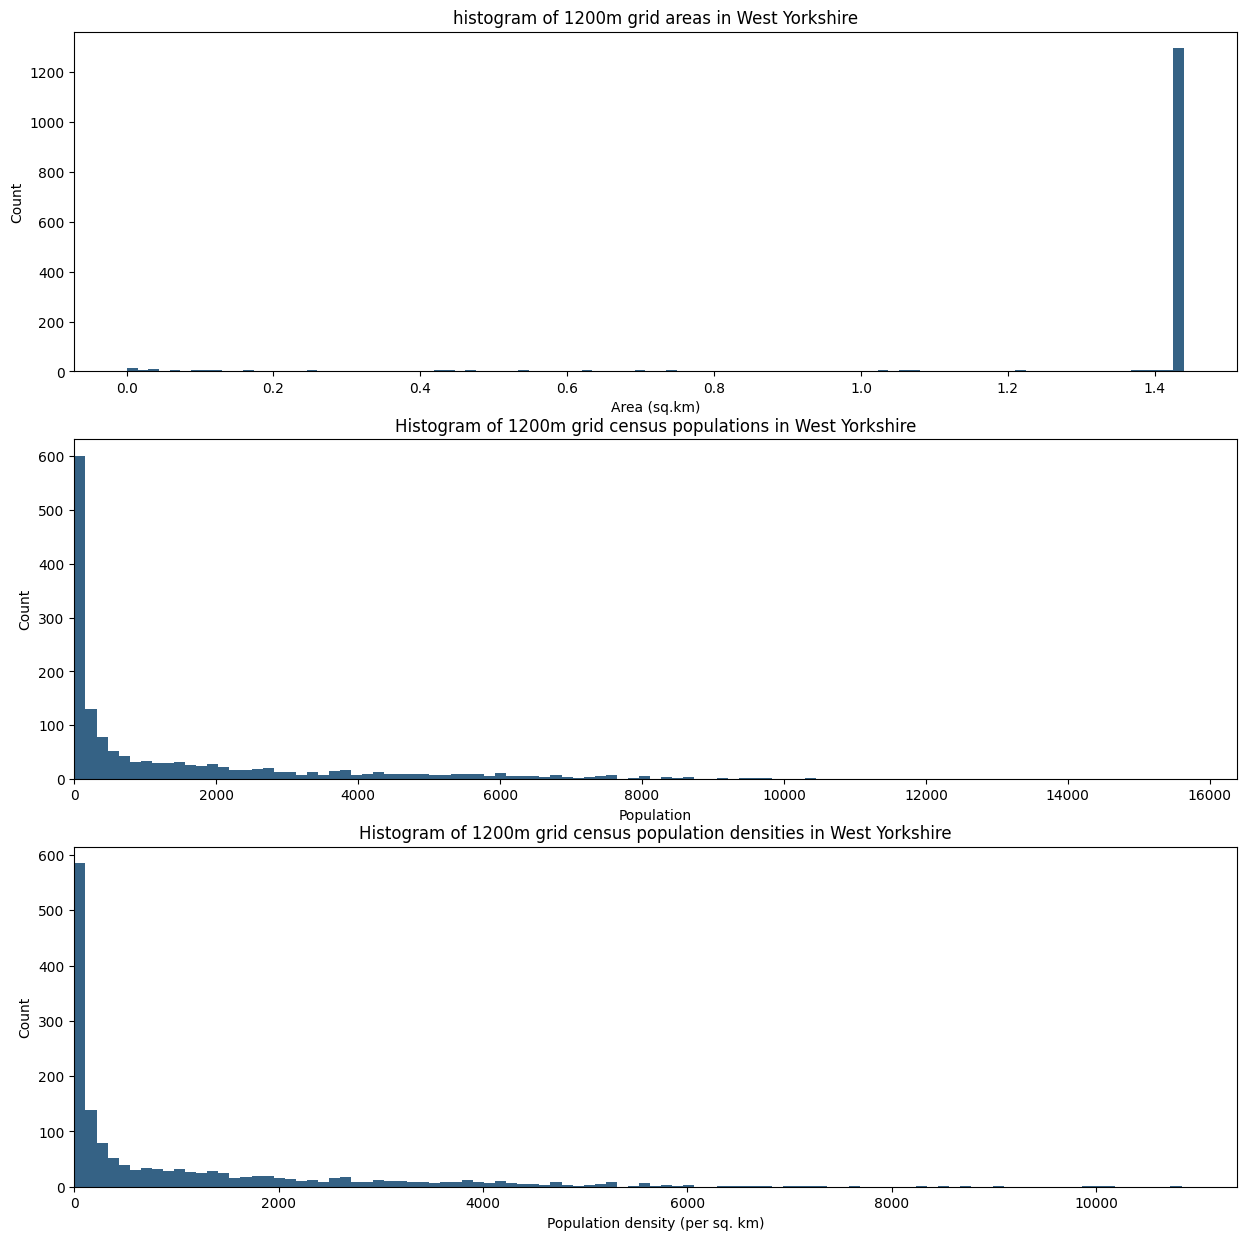 histogram of 1200m grid areas in West Yorkshire
1200
1000
800
600
400
200
0
Count
0.0 0.2 0.4 0.6 0.8 1.0 1.2 1.4
Area (sq.km)
Histogram of 1200m grid census populations in West Yorkshire
600
500
400
300
200
100
0
Count
0 2000 4000 6000 8000 10000 12000 14000 16000
Population
Histogram of 1200m grid census population densities in West Yorkshire
600
500
400
300
200
100
0
Count
0 2000 4000 6000 8000 10000
Population density (per sq. km)